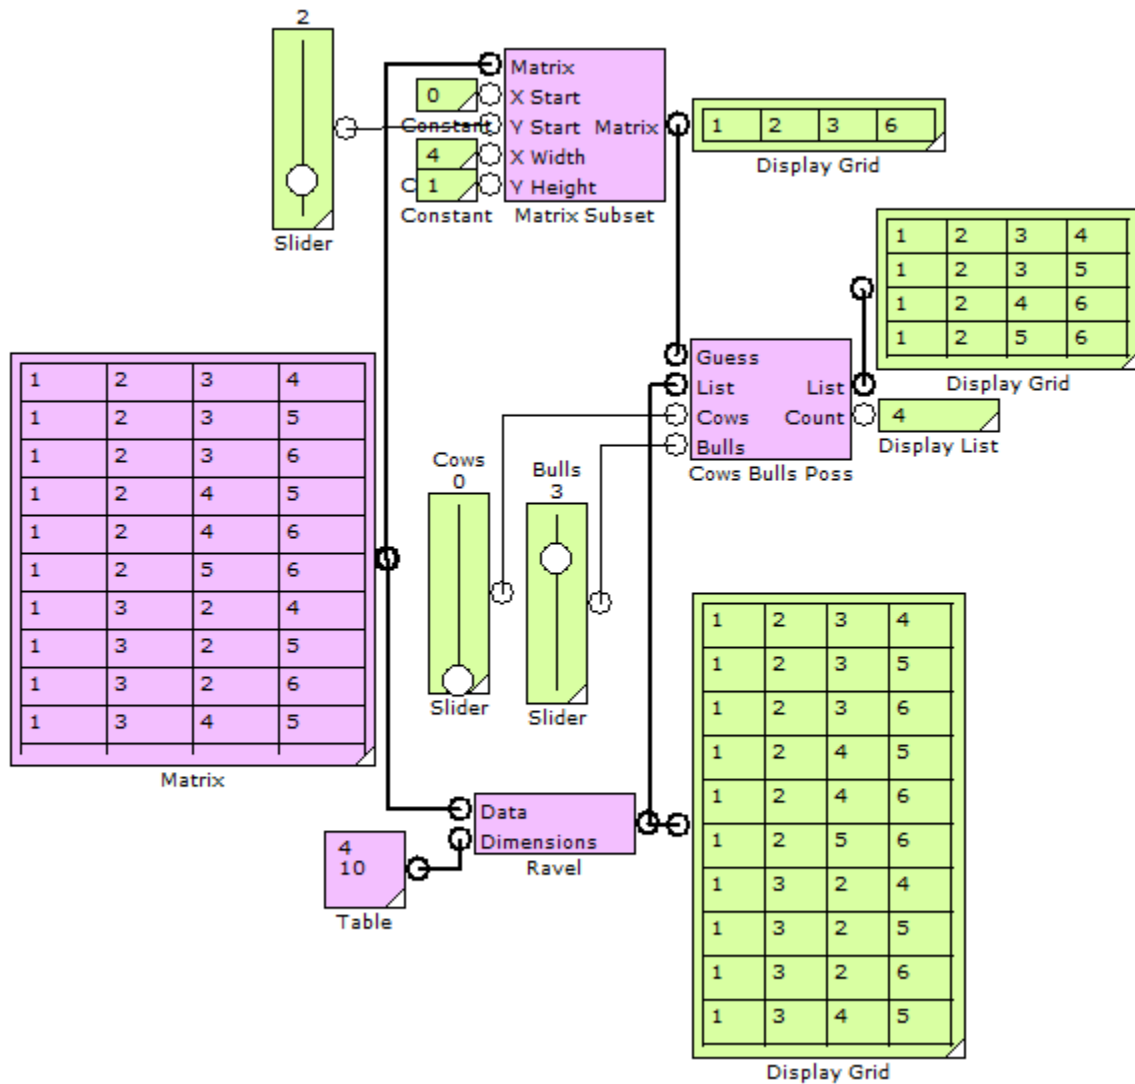 2
Slider
Matrix
0
X Start
Constant
Y Start
Matrix
4
X Width
C
1
Y Height
Constant
Matrix Subset
1 2 3 6
Display Grid
1 2 3 4
1 2 3 5
1 2 4 6
1 2 5 6
Display Grid
Guess
List
List
Cows
Count
Bulls
Cows Bulls Poss
4
Display List
1 2 3 4
1 2 3 5
1 2 3 6
1 2 4 5
1 2 4 6
1 2 5 6
1 3 2 4
1 3 2 5
1 3 2 6
1 3 4 5
Matrix
Cows
0
Slider
Bulls
3
Slider
Data
Dimensions
Ravel
4
10
Table
1 2 3 4
1 2 3 5
1 2 3 6
1 2 4 5
1 2 4 6
1 2 5 6
1 3 2 4
1 3 2 5
1 3 2 6
1 3 4 5
Display Grid